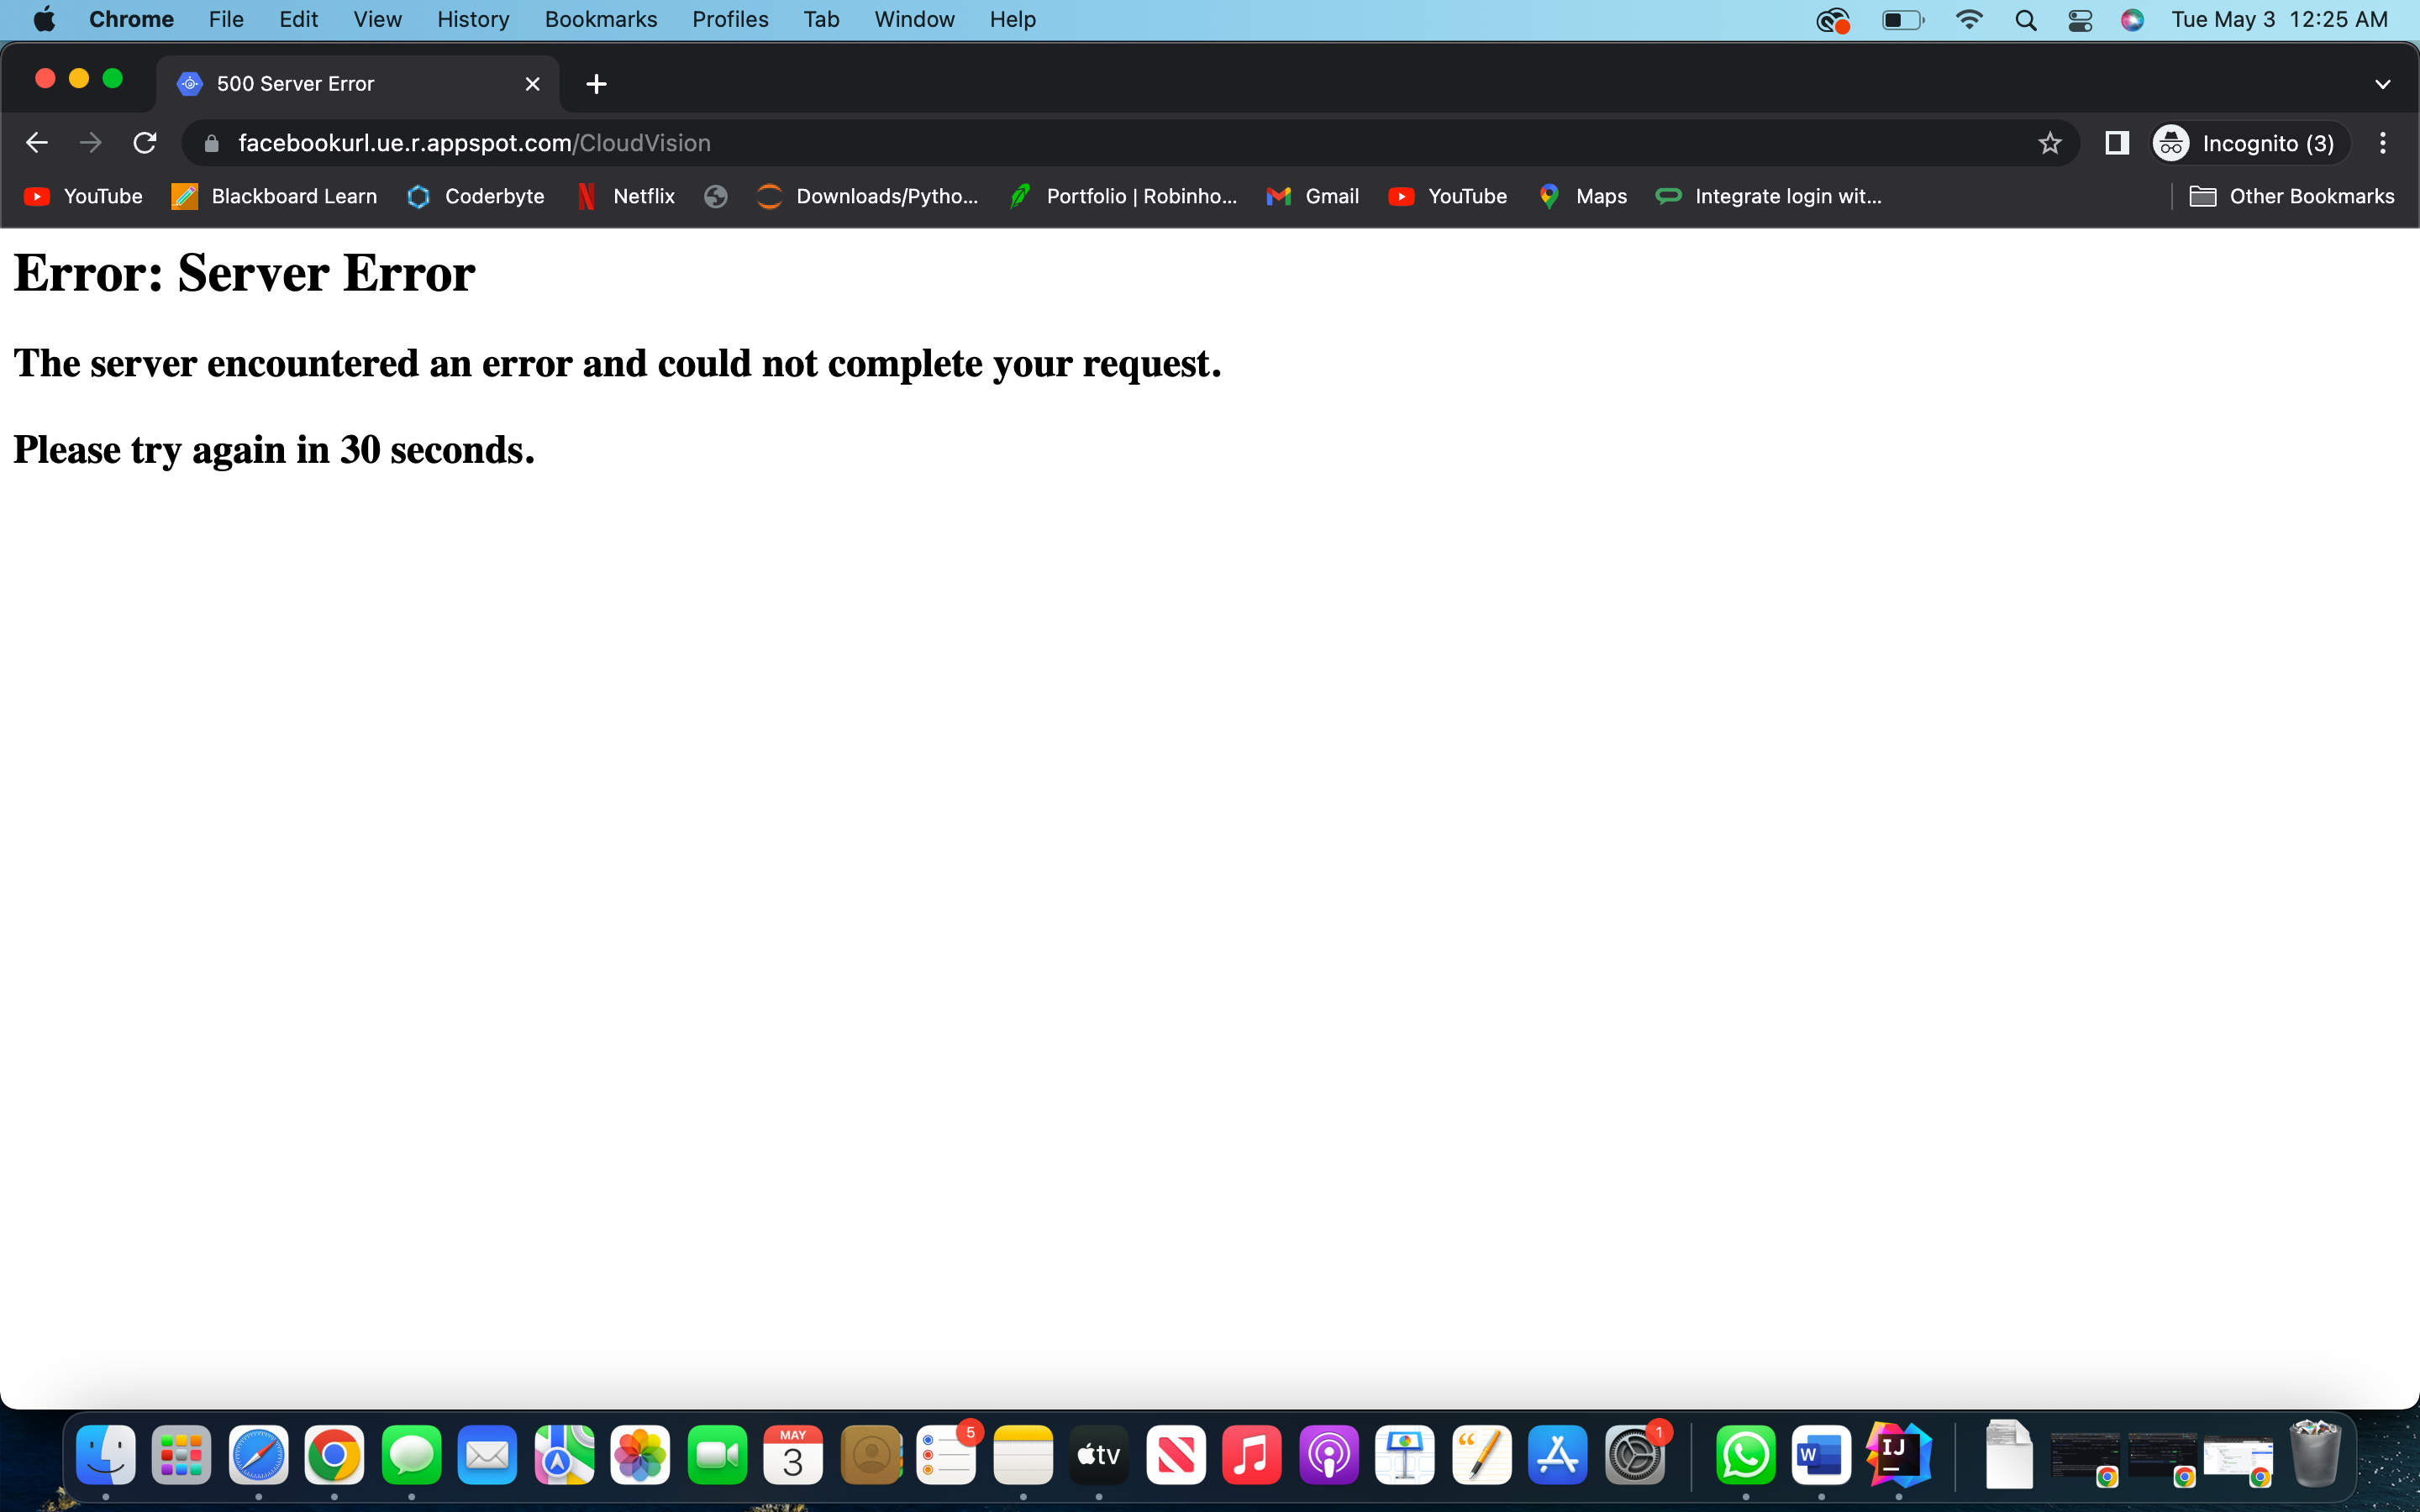 Chrome File Edit View History Bookmarks Profiles Tab Window Help Tue May 3 12:25 AM
500 Server Error
facebookurl.ue.r.appspot.com/CloudVision Incognito (3)
YouTube Blackboard Learn Coderbyte Netflix Downloads/Pytho... Portfolio | Robinho... Gmail YouTube Maps Integrate login wit... Other Bookmarks
Error: Server Error
The server encountered an error and could not complete your request.
Please try again in 30 seconds.
MAY 5 1
3 tv W IJ